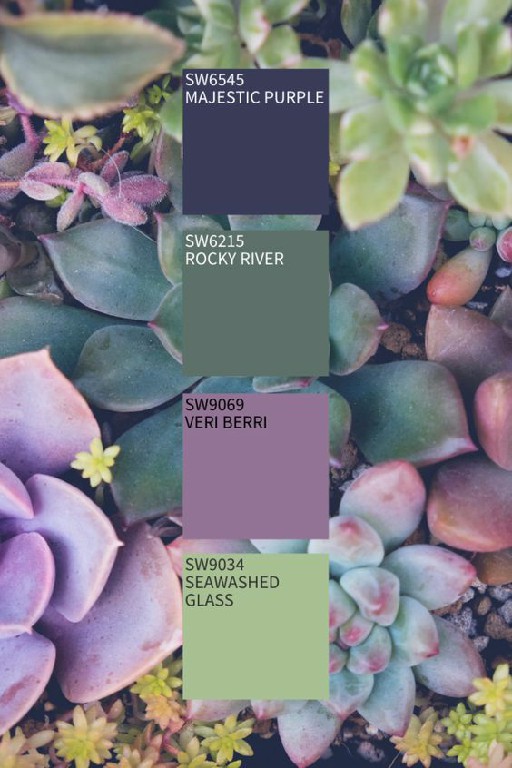 SW6545
MAJESTIC PURPLE
SW6215
ROCKY RIVER
SW9069
VERI BERRI
SW9034
SEAWASHED
GLASS